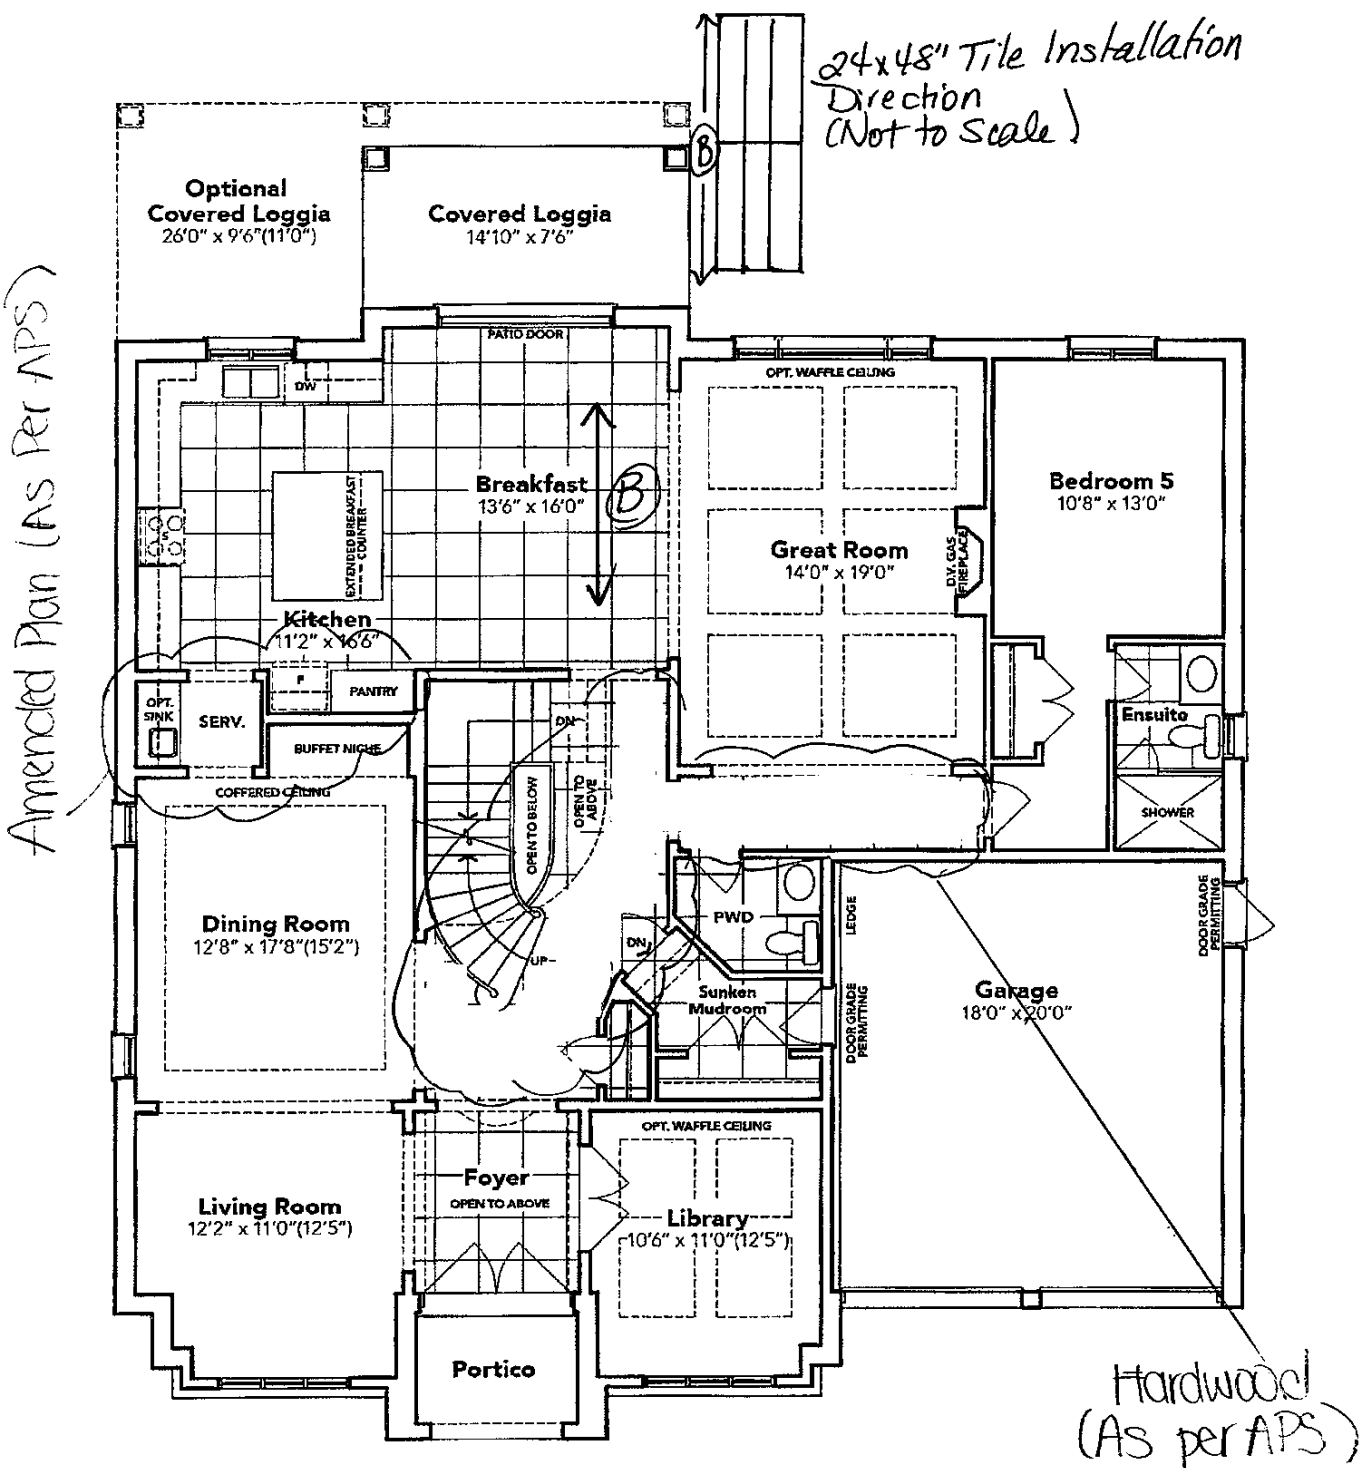 24x48" Tile Installation
Direction
(Not to Scale)
B
Optional
Covered Loggia
26'0" x 9'6"(11'0")
Covered Loggia
14'10" x 7'6"
Amended Plan (As Per APS)
PATIO DOOR
DW
OPT. WAFFLE CEILING
Breakfast
13'6" x 16'0"
B
EXTENDED BREAKFAST
COUNTER
S
Great Room
14'0" x 19'0"
D.V. GAS
FIREPLACE
Bedroom 5
10'8" x 13'0"
Kitchen
11'2" x 16'6"
F
PANTRY
OPT.
SINK
SERV.
BUFFET NICHE
COFFERED CEILING
DN
OPEN TO BELOW
OPEN TO
ABOVE
Ensuite
SHOWER
Dining Room
12'8" x 17'8"(15'2")
UP
DN
PWD
LEDGE
DOOR GRADE
PERMITTING
Sunken
Mudroom
DOOR GRADE
PERMITTING
Garage
18'0" x 20'0"
OPT. WAFFLE CEILING
Foyer
OPEN TO ABOVE
Living Room
12'2" x 11'0"(12'5")
Library
10'6" x 11'0"(12'5")
Portico
Hardwood
(As per APS)